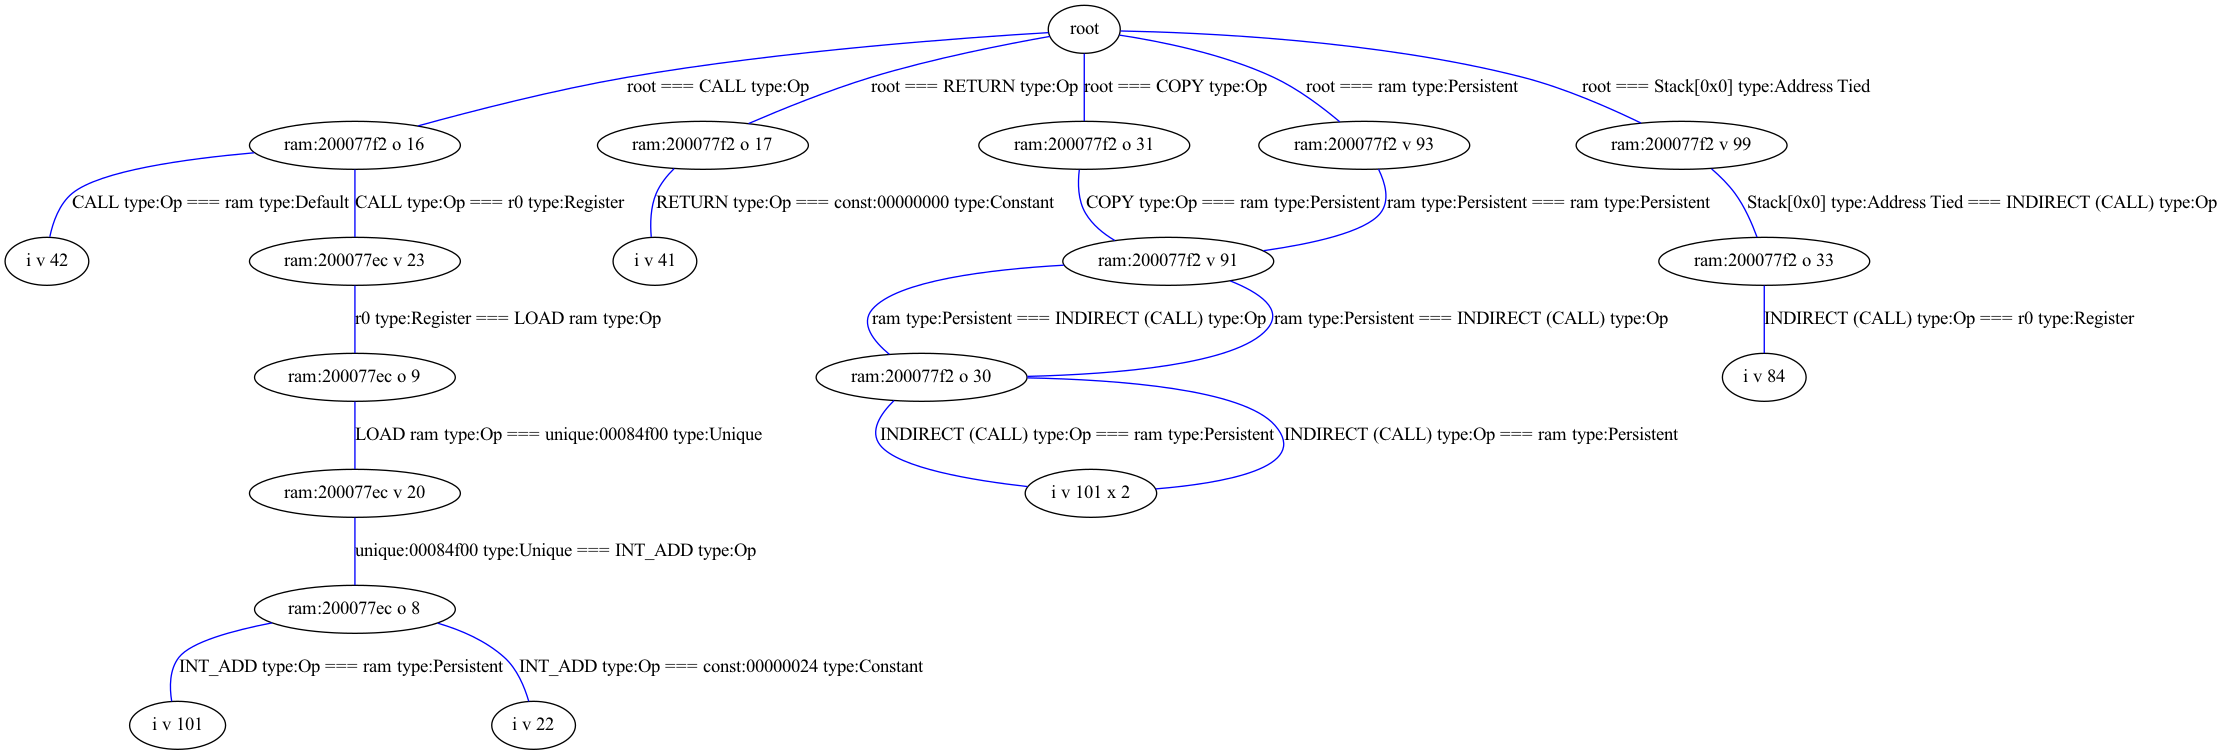 root
root === CALL type:Op
root === RETURN type:Op
root === COPY type:Op
root === ram type:Persistent
root === Stack[0x0] type:Address Tied
ram:200077f2 o 16
ram:200077f2 o 17
ram:200077f2 o 31
ram:200077f2 v 93
ram:200077f2 v 99
CALL type:Op === ram type:Default
CALL type:Op === r0 type:Register
RETURN type:Op === const:00000000 type:Constant
COPY type:Op === ram type:Persistent
ram type:Persistent === ram type:Persistent
Stack[0x0] type:Address Tied === INDIRECT (CALL) type:Op
i v 42
ram:200077ec v 23
i v 41
ram:200077f2 v 91
ram:200077f2 o 33
r0 type:Register === LOAD ram type:Op
ram type:Persistent === INDIRECT (CALL) type:Op
ram type:Persistent === INDIRECT (CALL) type:Op
INDIRECT (CALL) type:Op === r0 type:Register
ram:200077ec o 9
ram:200077f2 o 30
i v 84
LOAD ram type:Op === unique:00084f00 type:Unique
INDIRECT (CALL) type:Op === ram type:Persistent
INDIRECT (CALL) type:Op === ram type:Persistent
ram:200077ec v 20
i v 101 x 2
unique:00084f00 type:Unique === INT_ADD type:Op
ram:200077ec o 8
INT_ADD type:Op === ram type:Persistent
INT_ADD type:Op === const:00000024 type:Constant
i v 101
i v 22